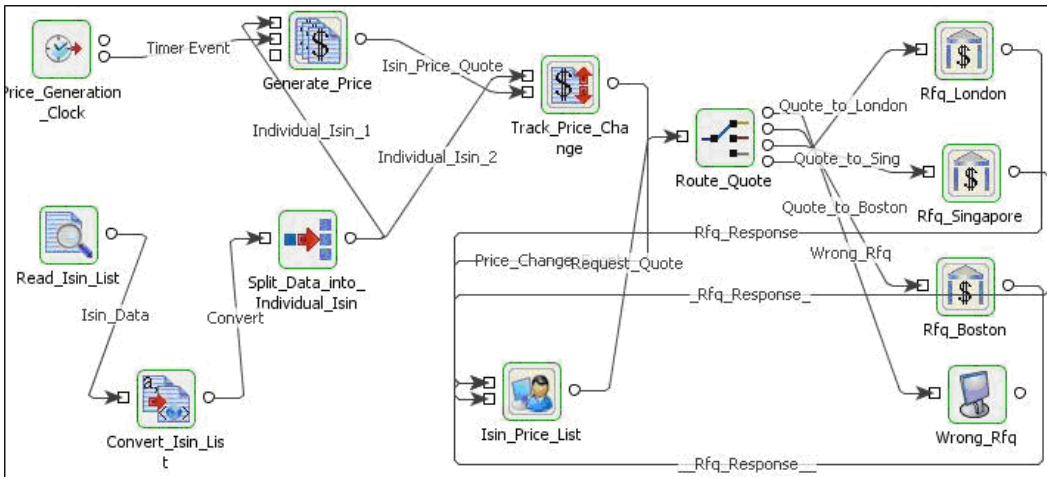 Timer Event
Price_Generation
_Clock
Generate_Price
Isin_Price_Quote
Individual_Isin_1
Individual_Isin_2
Track_Price_Cha
nge
Route_Quote
Quote_to_London
Quote_to_Sing
Quote_to_Boston
Wrong_Rfq
Rfq_London
Rfq_Singapore
Rfq_Response
Price_Change
Request_Quote
_Rfq_Response_
Rfq_Boston
Read_Isin_List
Isin_Data
Split_Data_into_
Individual_Isin
Convert
a,
Convert_Isin_Lis
t
Isin_Price_List
Wrong_Rfq
__Rfq_Response__